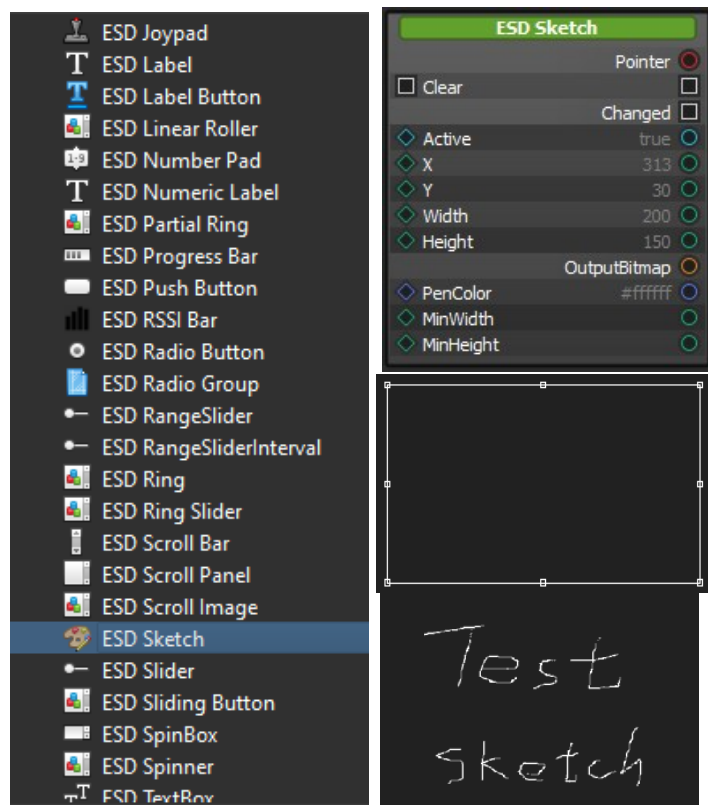 ESD Joypad
ESD Label
ESD Label Button
ESD Linear Roller
1-9 ESD Number Pad
ESD Numeric Label
ESD Partial Ring
ESD Progress Bar
ESD Push Button
ESD RSSI Bar
ESD Radio Button
ESD Radio Group
ESD RangeSlider
ESD RangeSliderInterval
ESD Ring
ESD Ring Slider
ESD Scroll Bar
ESD Scroll Panel
ESD Scroll Image
ESD Sketch
ESD Slider
ESD Sliding Button
ESD SpinBox
ESD Spinner
ESD TextBox
ESD Sketch
Pointer
Clear
Changed
Active true
X 313
Y 30
Width 200
Height 150
OutputBitmap
PenColor #ffffff
MinWidth
MinHeight
Test
sketch